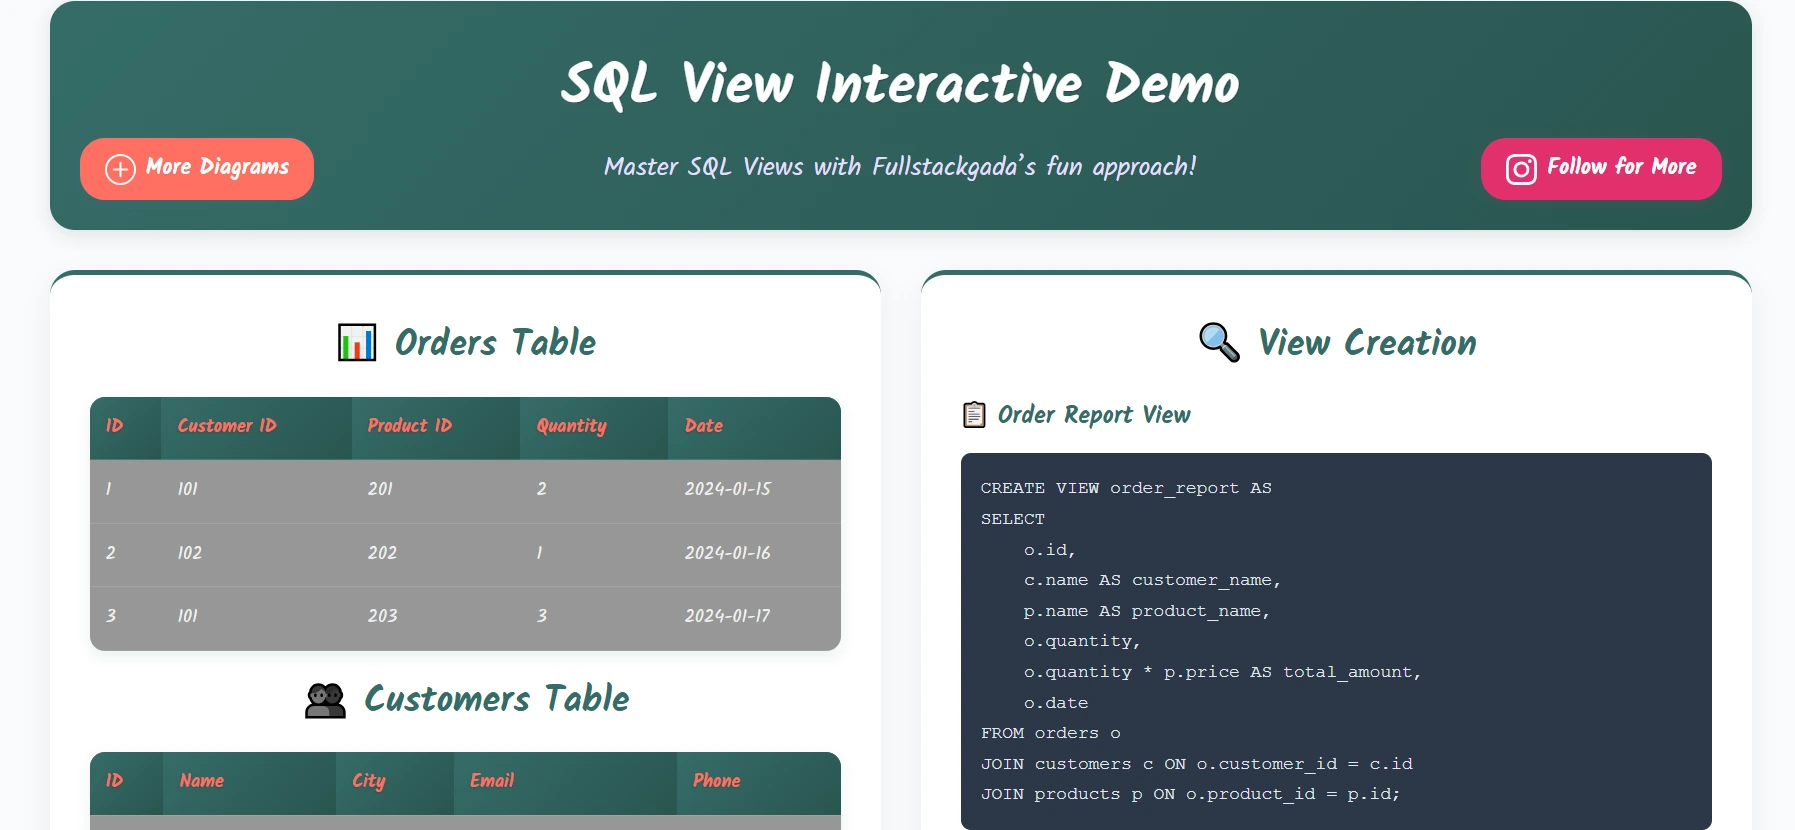 SQL View Interactive Demo
More Diagrams
Master SQL Views with Fullstackgada's fun approach!
Follow for More
Orders Table
ID Customer ID Product ID Quantity Date
1 101 201 2 2024-01-15
2 102 202 1 2024-01-16
3 101 203 3 2024-01-17
Customers Table
ID Name City Email Phone
View Creation
Order Report View
CREATE VIEW order_report AS
SELECT
    o.id,
    c.name AS customer_name,
    p.name AS product_name,
    o.quantity,
    o.quantity * p.price AS total_amount,
    o.date
FROM orders o
JOIN customers c ON o.customer_id = c.id
JOIN products p ON o.product_id = p.id;